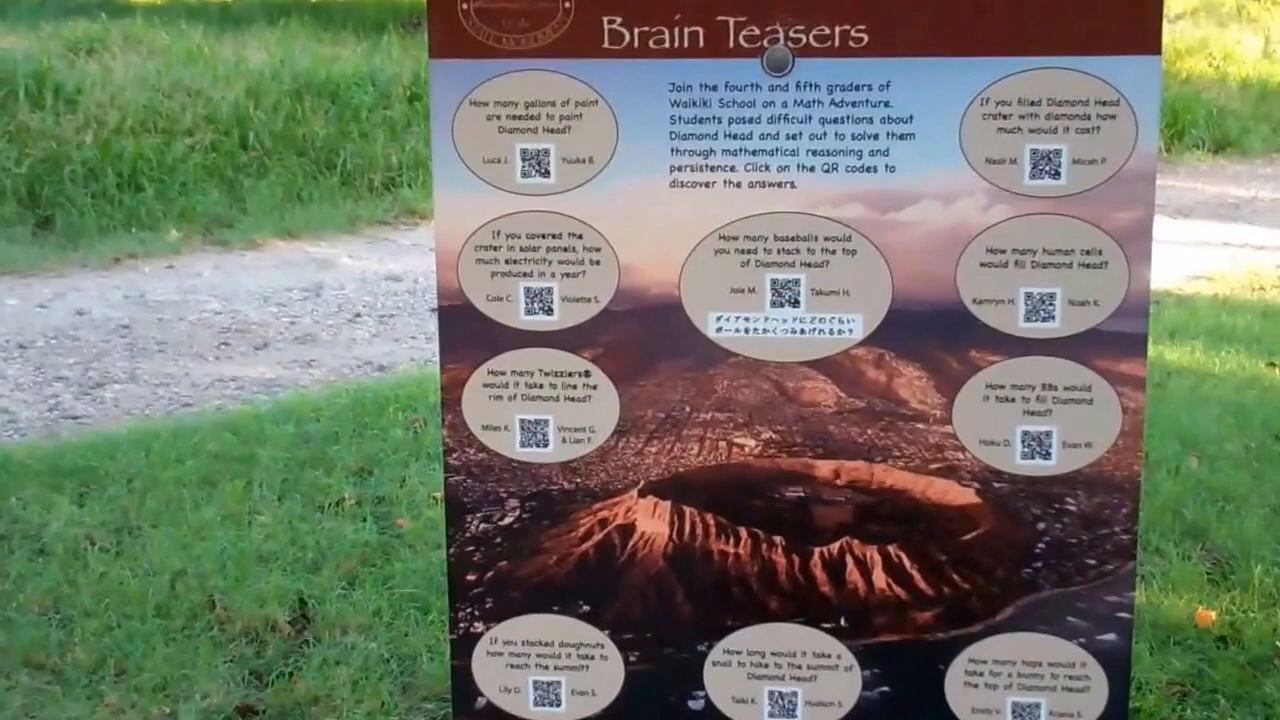 STATE MONUMENT
Brain Teasers
How many gallons of paint
are needed to paint
Diamond Head?
Luca J. Yuuka B.
Join the fourth and fifth graders of
Waikiki School on a Math Adventure.
Students posed difficult questions about
Diamond Head and set out to solve them
through mathematical reasoning and
persistence. Click on the QR codes to
discover the answers.
If you filled Diamond Head
crater with diamonds how
much would it cost?
Nasir M. Micah P.
If you covered the
crater in solar panels, how
much electricity would be
produced in a year?
Cole C. Violette S.
How many baseballs would
you need to stack to the top
of Diamond Head?
Joie M. Takumi H.
ダイアモンドヘッドにどのぐらい
ボールをたかくつみあげれるか?
How many human cells
would fill Diamond Head?
Kamryn H. Noah K.
How many Twizzlers®
would it take to line the
rim of Diamond Head?
Miles K. Vincent G.
& Lian F.
How many BBs would
it take to fill Diamond
Head?
Hoku D. Evan W.
If you stacked doughnuts
how many would it take to
reach the summit?
Lily D. Evan S.
How long would it take a
snail to hike to the summit of
Diamond Head?
Taiki K. Hudson S.
How many hops would it
take for a bunny to reach
the top of Diamond Head?
Emily V. Ariana S.